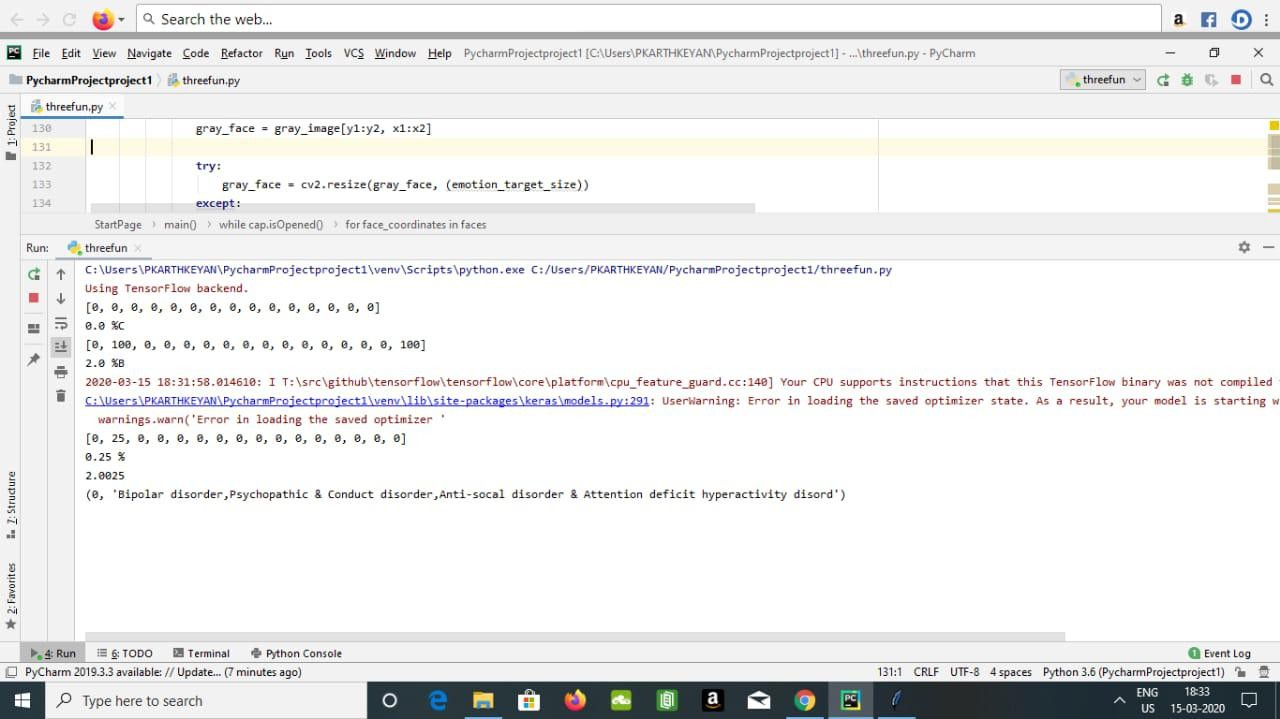 Search the web...
File Edit View Navigate Code Refactor Run Tools VCS Window Help PycharmProjectproject1 [C:\Users\PKARTHKEYAN\PycharmProjectproject1] - ...\threefun.py - PyCharm
PycharmProjectproject1 threefun.py threefun
1: Project
threefun.py
130 gray_face = gray_image[y1:y2, x1:x2]
131
132 try:
133 gray_face = cv2.resize(gray_face, (emotion_target_size))
134 except:
StartPage main() while cap.isOpened() for face_coordinates in faces
Run: threefun
C:\Users\PKARTHKEYAN\PycharmProjectproject1\venv\Scripts\python.exe C:/Users/PKARTHKEYAN/PycharmProjectproject1/threefun.py
Using TensorFlow backend.
[0, 0, 0, 0, 0, 0, 0, 0, 0, 0, 0, 0, 0, 0, 0]
0.0 %C
[0, 100, 0, 0, 0, 0, 0, 0, 0, 0, 0, 0, 0, 0, 0, 100]
2.0 %B
2020-03-15 18:31:58.014610: I T:\src\github\tensorflow\tensorflow\core\platform\cpu_feature_guard.cc:140] Your CPU supports instructions that this TensorFlow binary was not compiled
C:\Users\PKARTHKEYAN\PycharmProjectproject1\venv\lib\site-packages\keras\models.py:291: UserWarning: Error in loading the saved optimizer state. As a result, your model is starting w
warnings.warn('Error in loading the saved optimizer '
[0, 25, 0, 0, 0, 0, 0, 0, 0, 0, 0, 0, 0, 0, 0, 0]
0.25 %
2.0025
(0, 'Bipolar disorder,Psychopathic & Conduct disorder,Anti-socal disorder & Attention deficit hyperactivity disord')
7: Structure
2: Favorites
4: Run 6: TODO Terminal Python Console 1 Event Log
PyCharm 2019.3.3 available: // Update... (7 minutes ago) 131:1 CRLF UTF-8 4 spaces Python 3.6 (PycharmProjectproject1)
Type here to search
ENG 18:33
US 15-03-2020